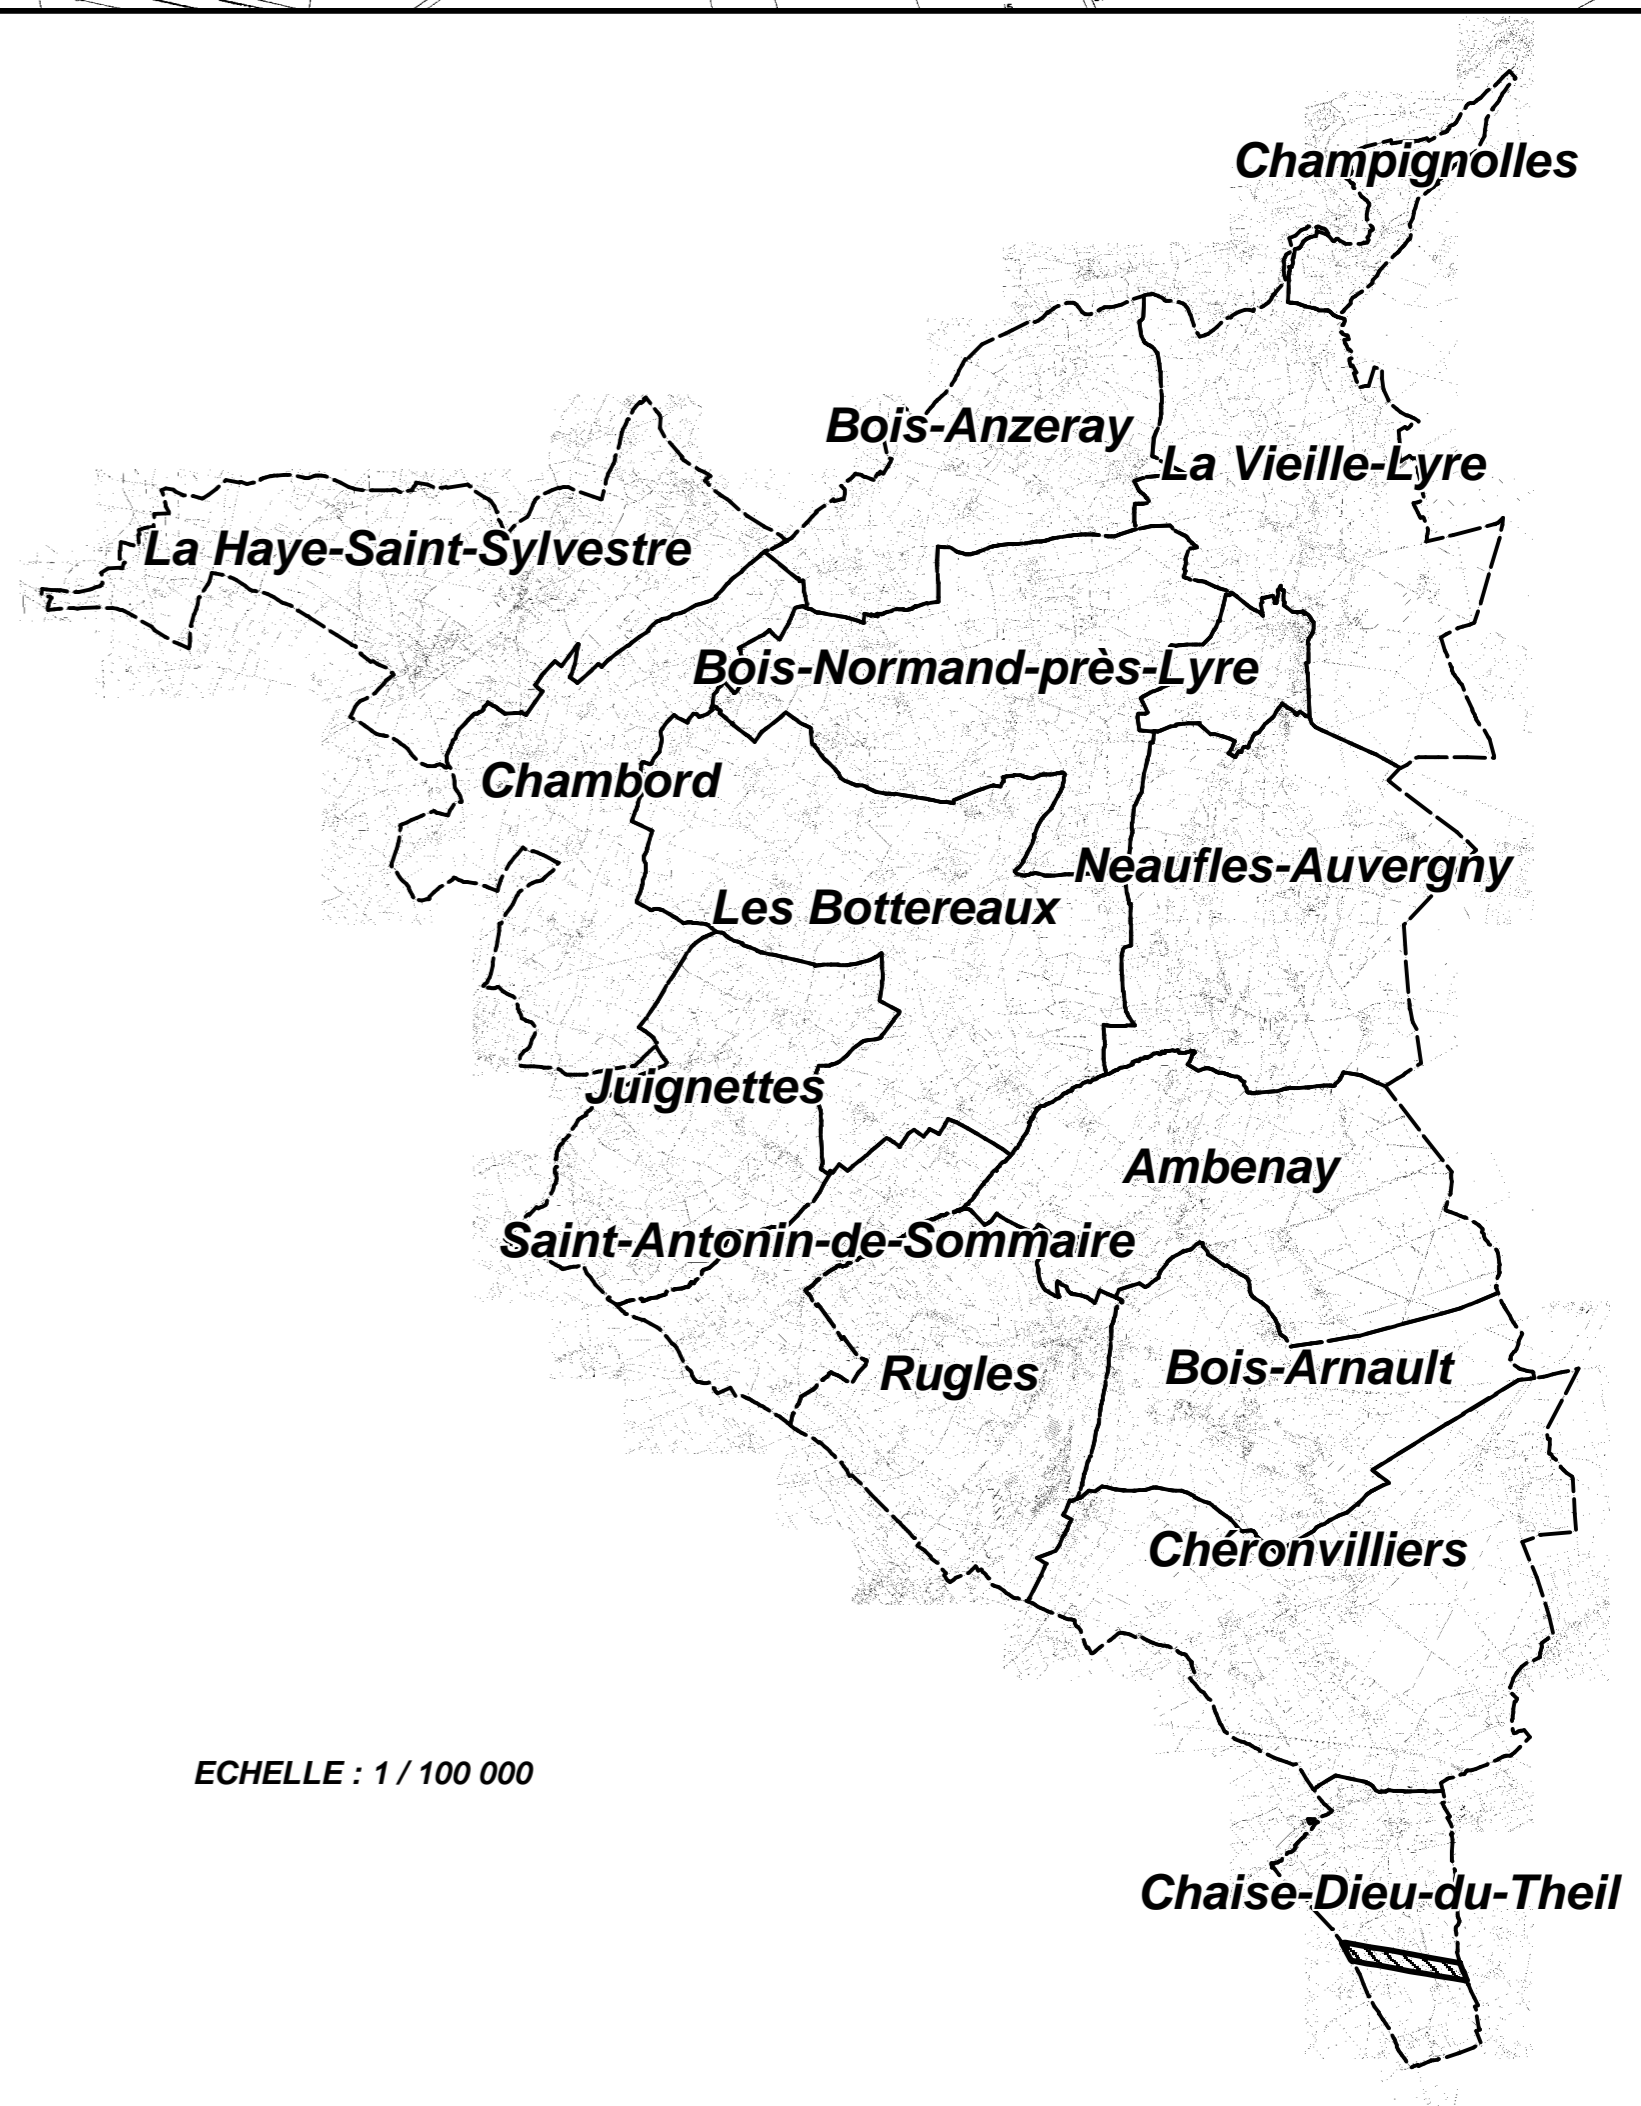 Champignolles
Bois-Anzeray
La Vieille-Lyre
La Haye-Saint-Sylvestre
Bois-Normand-près-Lyre
Chambord
Neaufles-Auvergny
Les Bottereaux
Juignettes
Ambenay
Saint-Antonin-de-Sommaire
Bois-Arnault
Rugles
Chéronvilliers
ECHELLE : 1 / 100 000
Chaise-Dieu-du-Theil